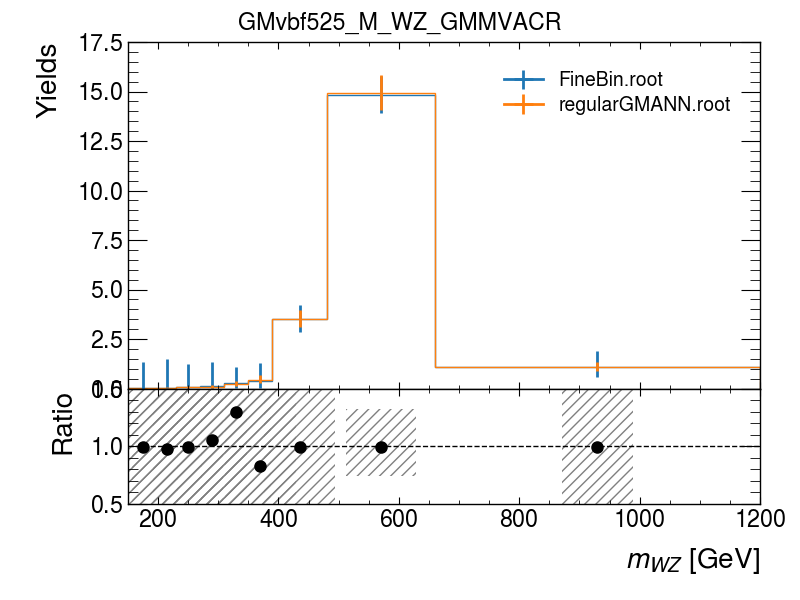 GMvbf525_M_WZ_GMMVACR
Yields
17.5
15.0
12.5
10.0
7.5
5.0
2.5
FineBin.root
regularGMANN.root
Ratio
1.0
0.5
200 400 600 800 1000 1200
mWZ [GeV]